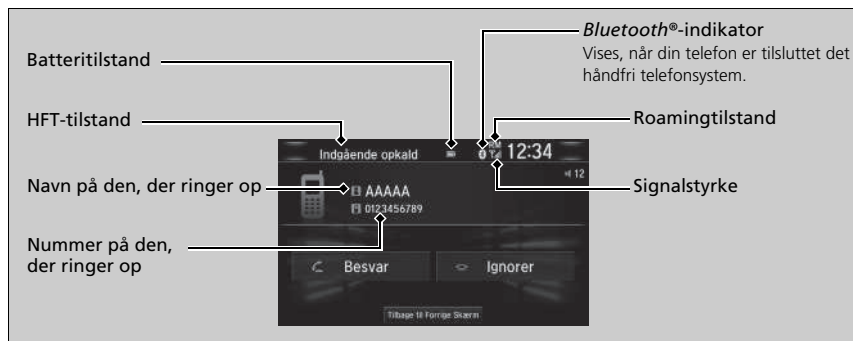 Batteritilstand
HFT-tilstand
Navn på den, der ringer op
Nummer på den,
der ringer op
Bluetooth®-indikator
Vises, når din telefon er tilsluttet det
håndfri telefonsystem.
Roamingtilstand
Signalstyrke
Indgående opkald
RM
12:34
12
AAAAA
0123456789
Besvar
Ignorer
Tilbage til Forrige Skærm